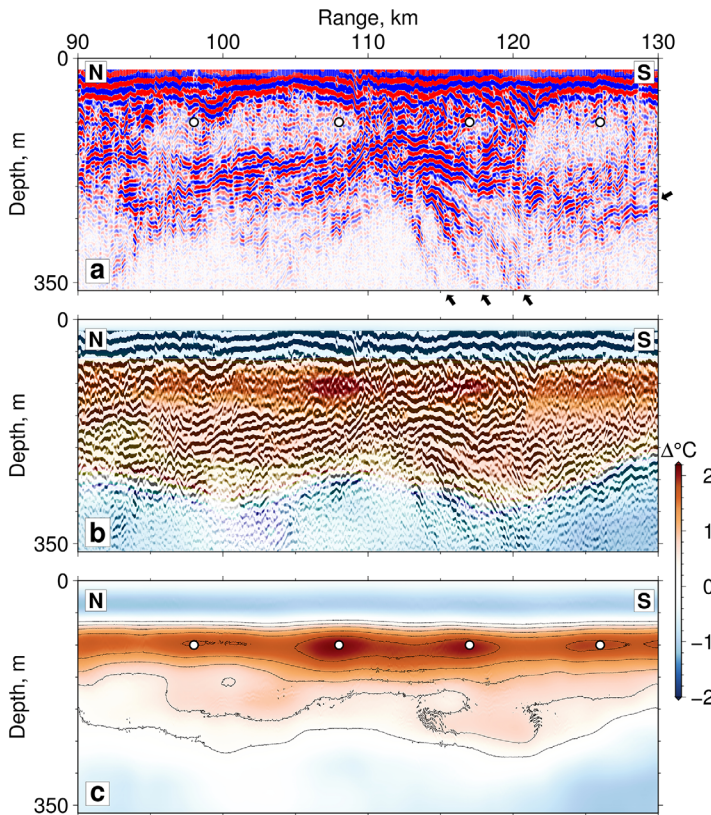 Range, km
90 100 110 120 130
0
N S
Depth, m
350
a
0
N S
Depth, m
350
b
Δ°C
2
1
0
−1
−2
0
N S
Depth, m
350
c